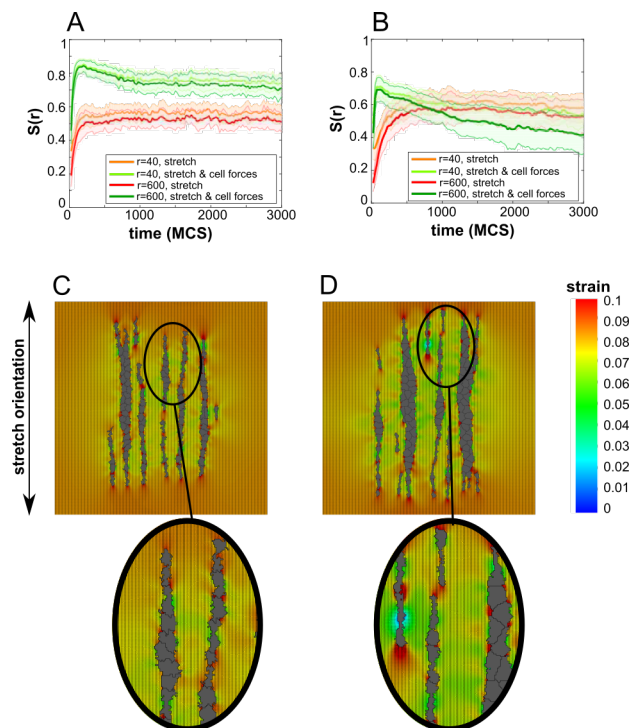 A
B
1
0.8
0.6
0.4
0.2
0
S(r)
0
1000
2000
3000
time (MCS)
r=40, stretch
r=40, stretch & cell forces
r=600, stretch
r=600, stretch & cell forces
1
0.8
0.6
0.4
0.2
0
S(r)
0
1000
2000
3000
time (MCS)
r=40, stretch
r=40, stretch & cell forces
r=600, stretch
r=600, stretch & cell forces
C
D
stretch orientation
strain
0.1
0.09
0.08
0.07
0.06
0.05
0.04
0.03
0.02
0.01
0